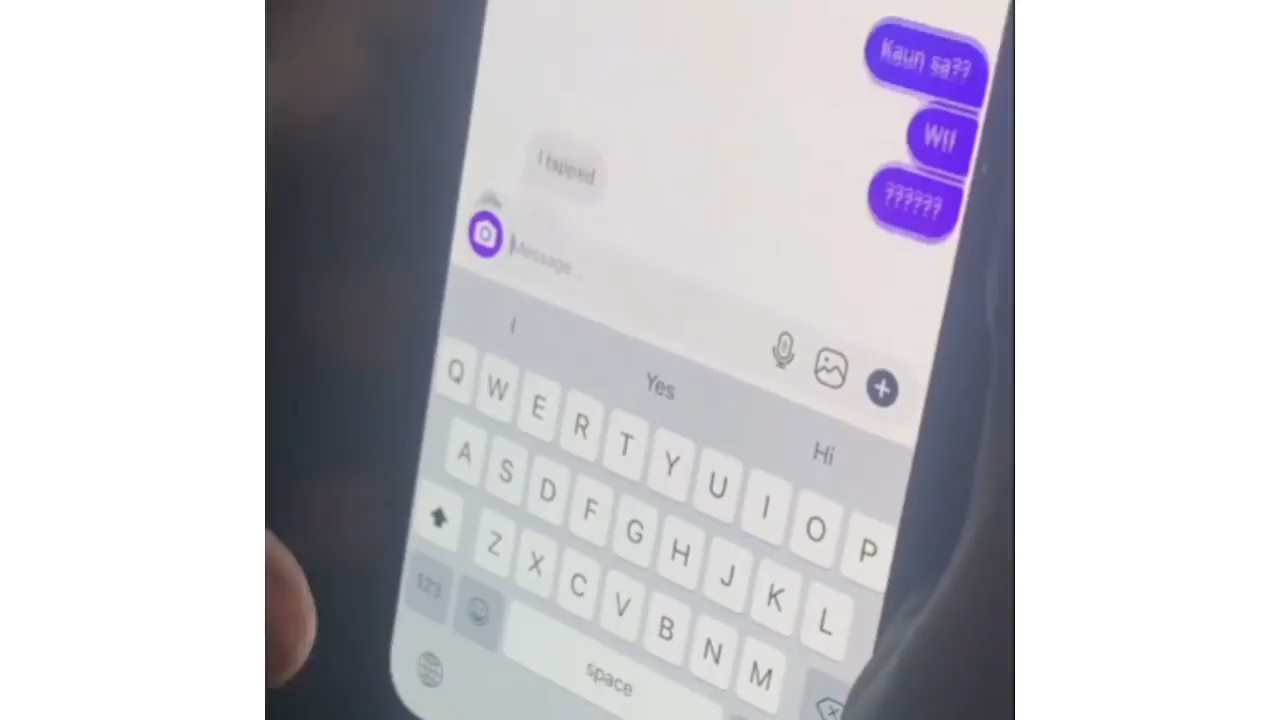 Kaun sa??
Wtf
??????
I tapped
Message...
I
Yes
Hi
Q W E R T Y U I O P
A S D F G H J K L
Z X C V B N M
123
space